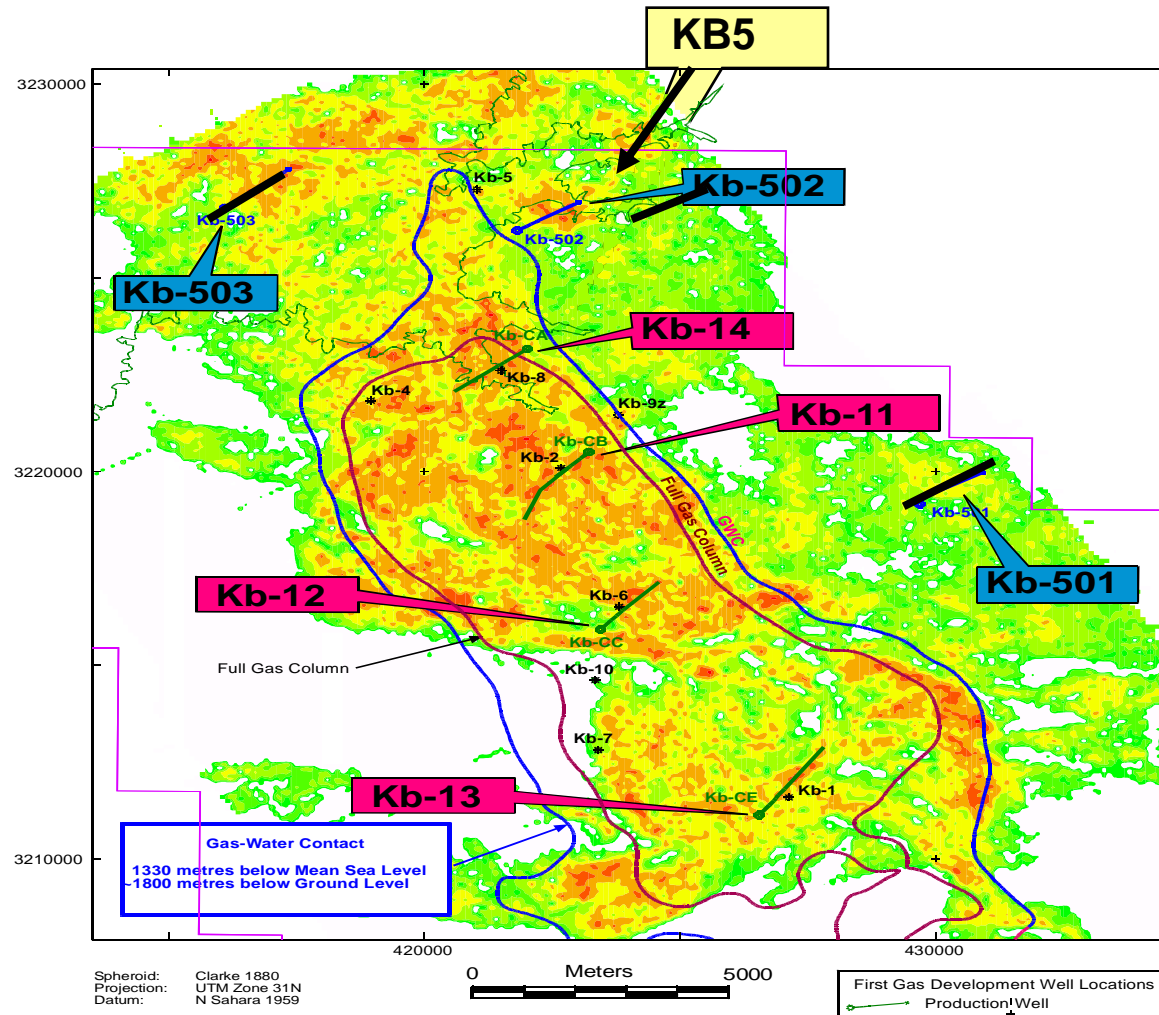 KB5
3230000
Kb-5
Kb-502
Kb-503
Kb-502
Kb-503
Kb-14
Kb-CA
Kb-8
Kb-4
Kb-9z
Kb-11
Kb-CB
Kb-2
3220000
Full Gas Column
GWC
Kb-501
Kb-501
Kb-12
Kb-6
Kb-CC
Full Gas Column
Kb-10
Kb-7
Kb-13
Kb-CE
Kb-1
Gas-Water Contact
1330 metres below Mean Sea Level
~1800 metres below Ground Level
3210000
420000
430000
Spheroid: Clarke 1880
Projection: UTM Zone 31N
Datum: N Sahara 1959
0 Meters 5000
First Gas Development Well Locations
Production Well